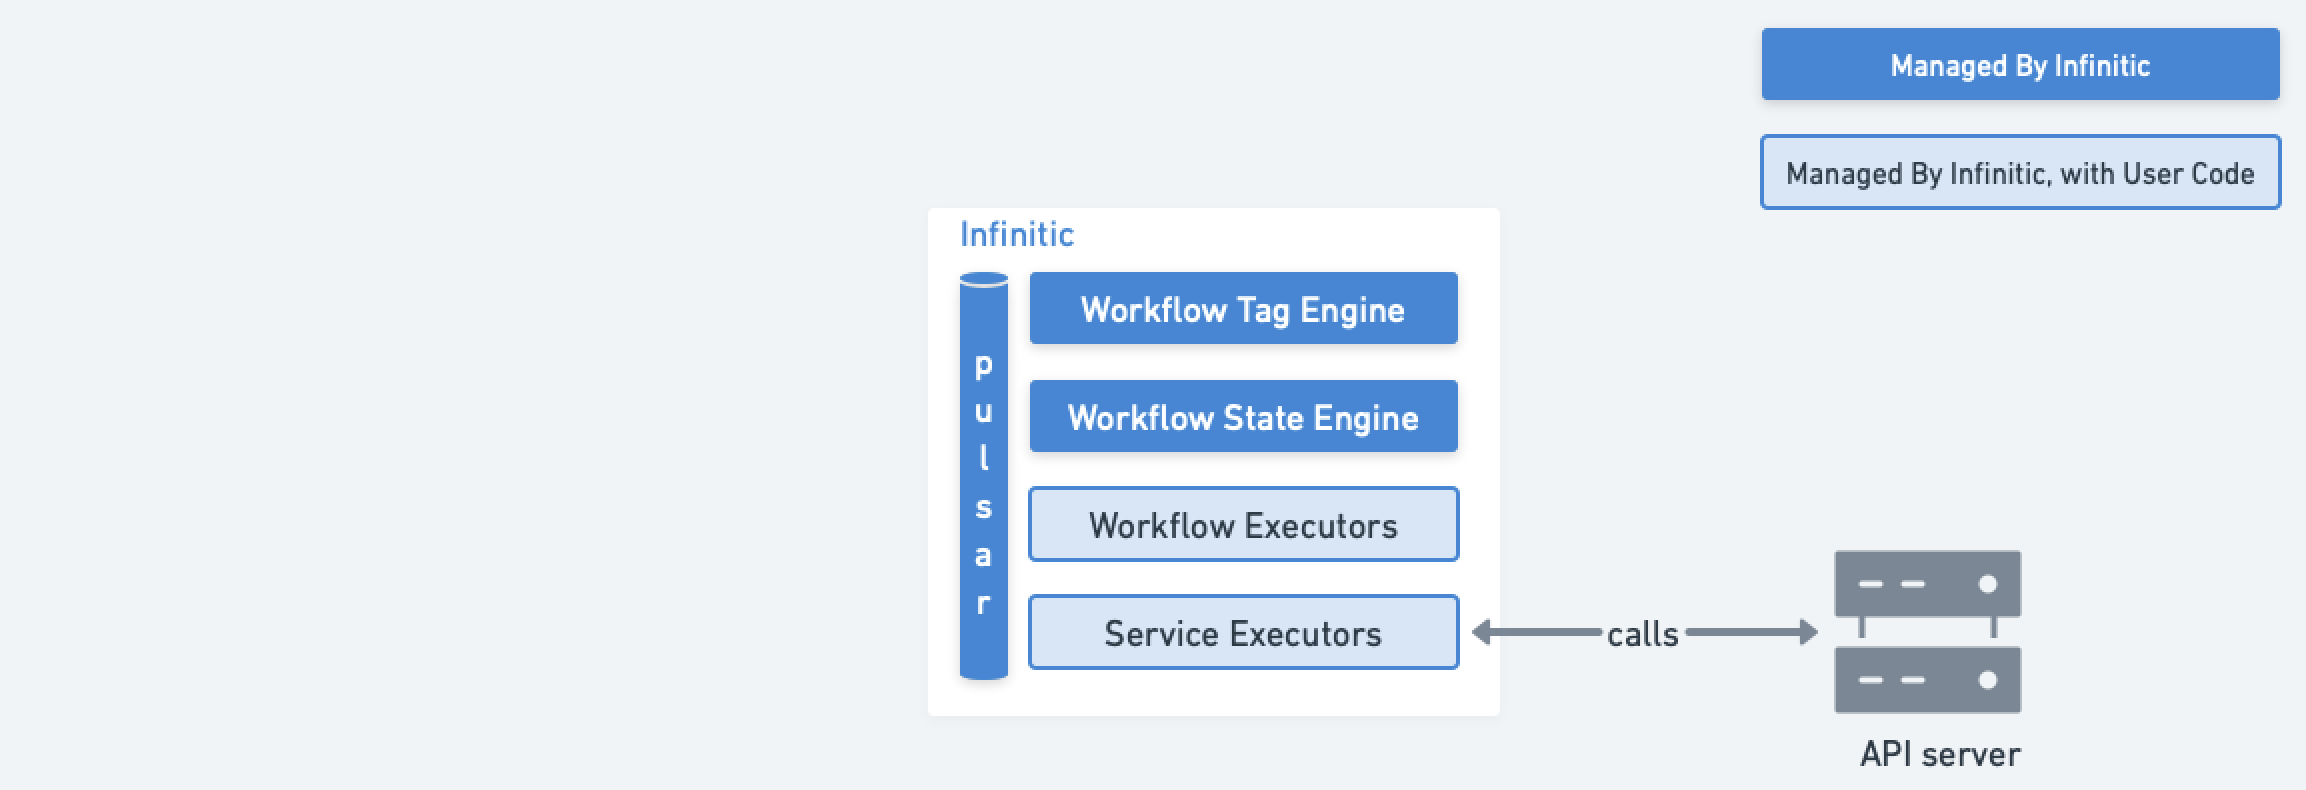 Managed By Infinitic
Managed By Infinitic, with User Code
Infinitic
pulsar
Workflow Tag Engine
Workflow State Engine
Workflow Executors
Service Executors
calls
API server